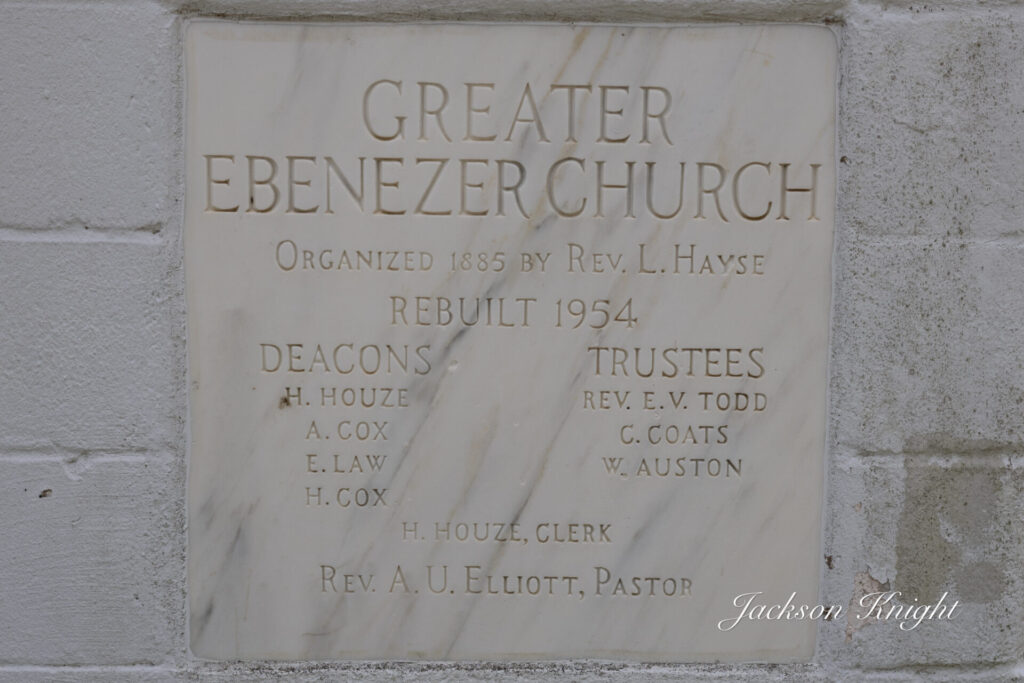 GREATER
EBENEZER CHURCH
ORGANIZED 1885 BY REV. L. HAYSE
REBUILT 1954
DEACONS
H. HOUZE
A. COX
E. LAW
H. COX
TRUSTEES
REV. E. V. TODD
C. COATS
W. AUSTON
H. HOUZE, CLERK
REV. A. U. ELLIOTT, PASTOR
Jackson Knight